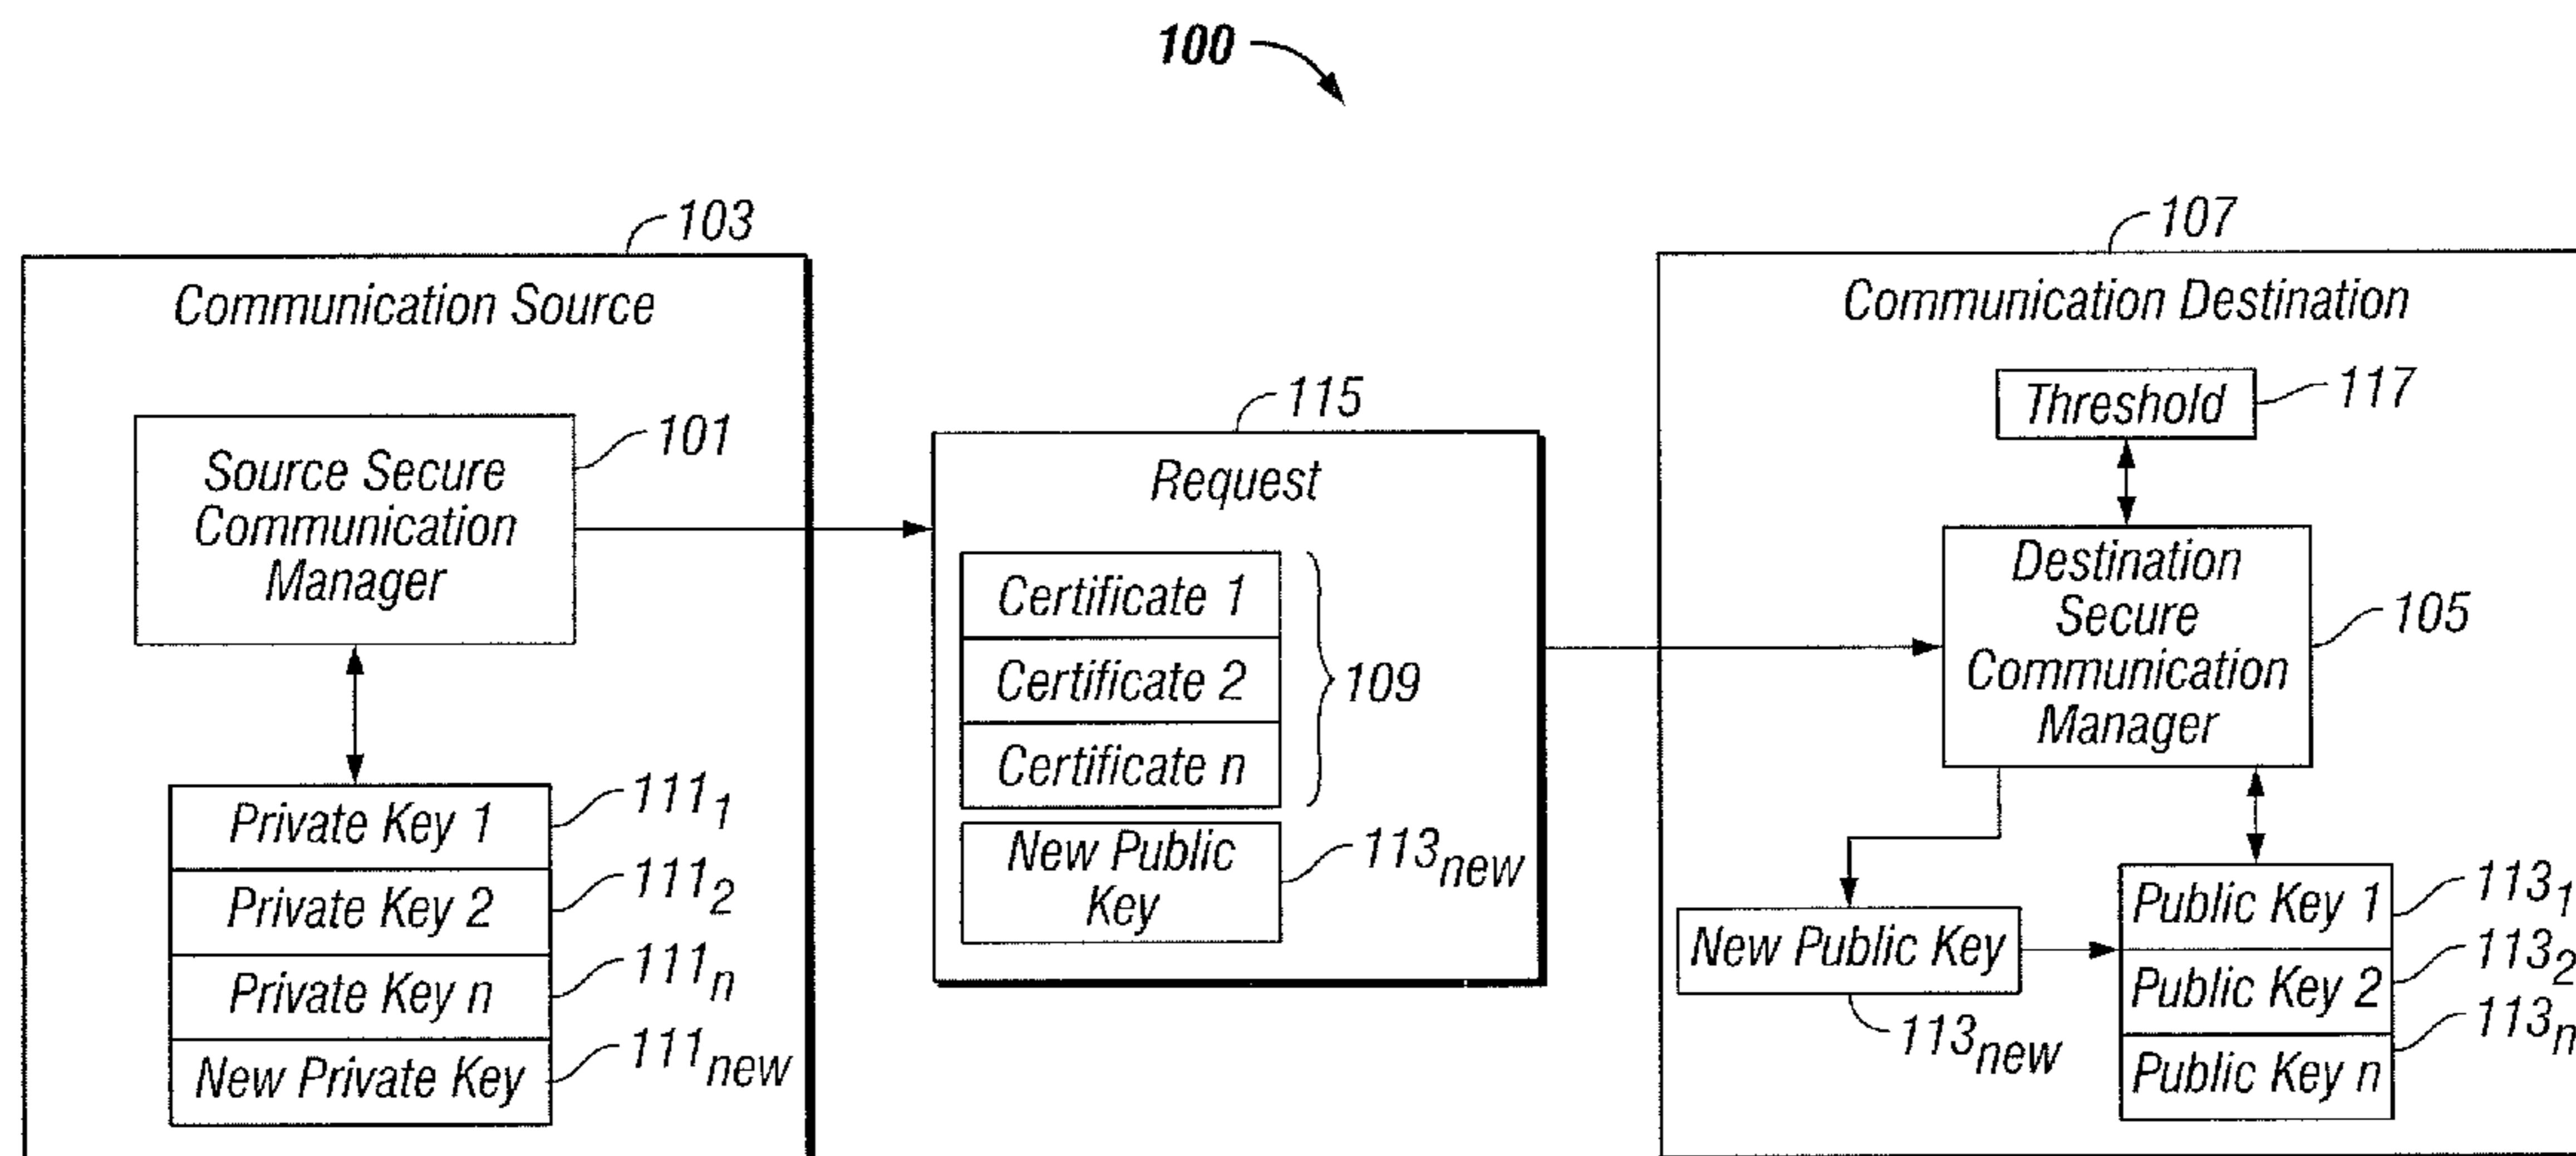 100
103
Communication Source
101
Source Secure
Communication
Manager
Private Key 1
111₁
Private Key 2
111₂
Private Key n
111ₙ
New Private Key
111new
115
Request
Certificate 1
Certificate 2
Certificate n
109
New Public
Key
113new
107
Communication Destination
Threshold
117
Destination
Secure
Communication
Manager
105
New Public Key
113new
Public Key 1
113₁
Public Key 2
113₂
Public Key n
113ₙ